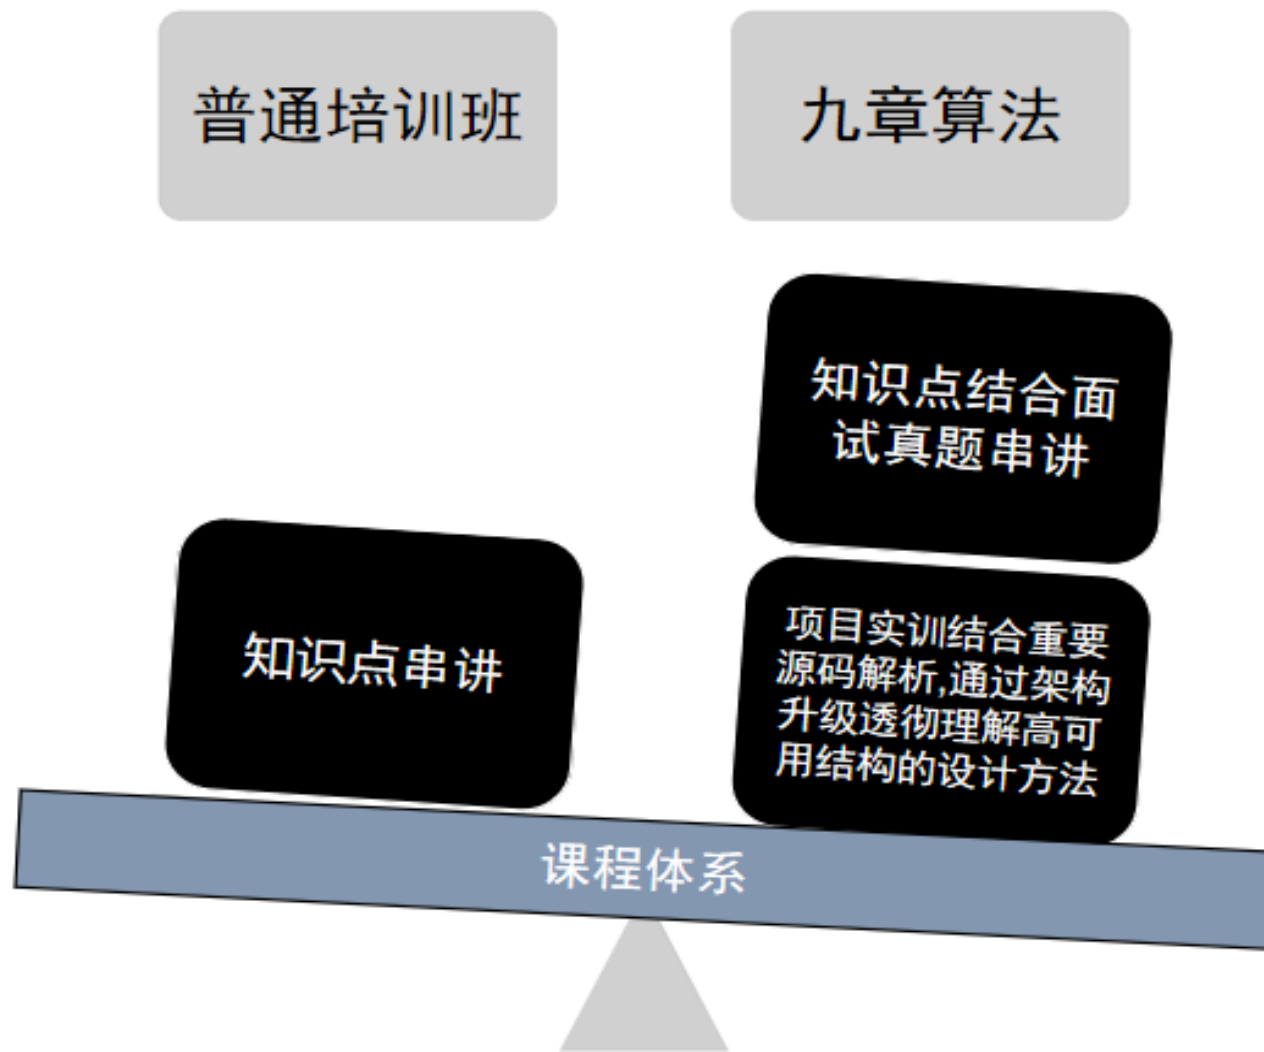 普通培训班
九章算法
知识点结合面
试真题串讲
知识点串讲
项目实训结合重要
源码解析,通过架构
升级透彻理解高可
用结构的设计方法
课程体系